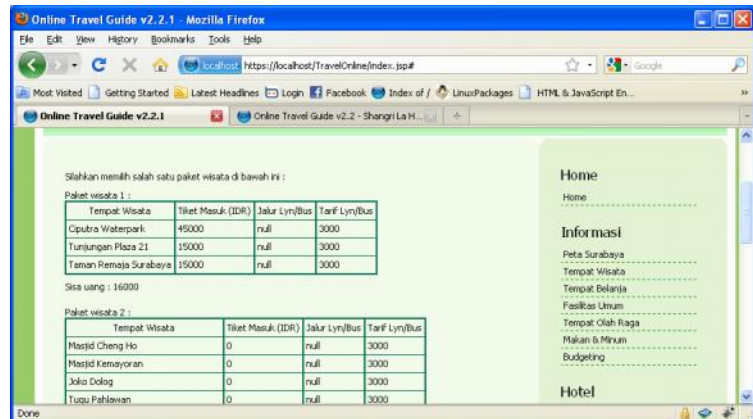 Online Travel Guide v2.2.1 - Mozilla Firefox
File Edit View History Bookmarks Tools Help
localhost https://localhost/TravelOnline/index.jsp#
Google
Most Visited Getting Started Latest Headlines Login Facebook Index of / LinuxPackages HTML & JavaScript En...
Online Travel Guide v2.2.1 Online Travel Guide v2.2 - Shangri La H...
Silahkan memilih salah satu paket wisata di bawah ini :
Paket wisata 1 :
Tempat Wisata Tiket Masuk (IDR) Jalur Lyn/Bus Tarif Lyn/Bus
Ciputra Waterpark 45000 null 3000
Tunjungan Plaza 21 15000 null 3000
Taman Remaja Surabaya 15000 null 3000
Sisa uang : 16000
Paket wisata 2 :
Tempat Wisata Tiket Masuk (IDR) Jalur Lyn/Bus Tarif Lyn/Bus
Masjid Cheng Ho 0 null 3000
Masjid Kemayoran 0 null 3000
Joko Dolog 0 null 3000
Tugu Pahlawan 0 null 3000
Home
Home
Informasi
Peta Surabaya
Tempat Wisata
Tempat Belanja
Fasilitas Umum
Tempat Olah Raga
Makan & Minum
Budgeting
Hotel
Done